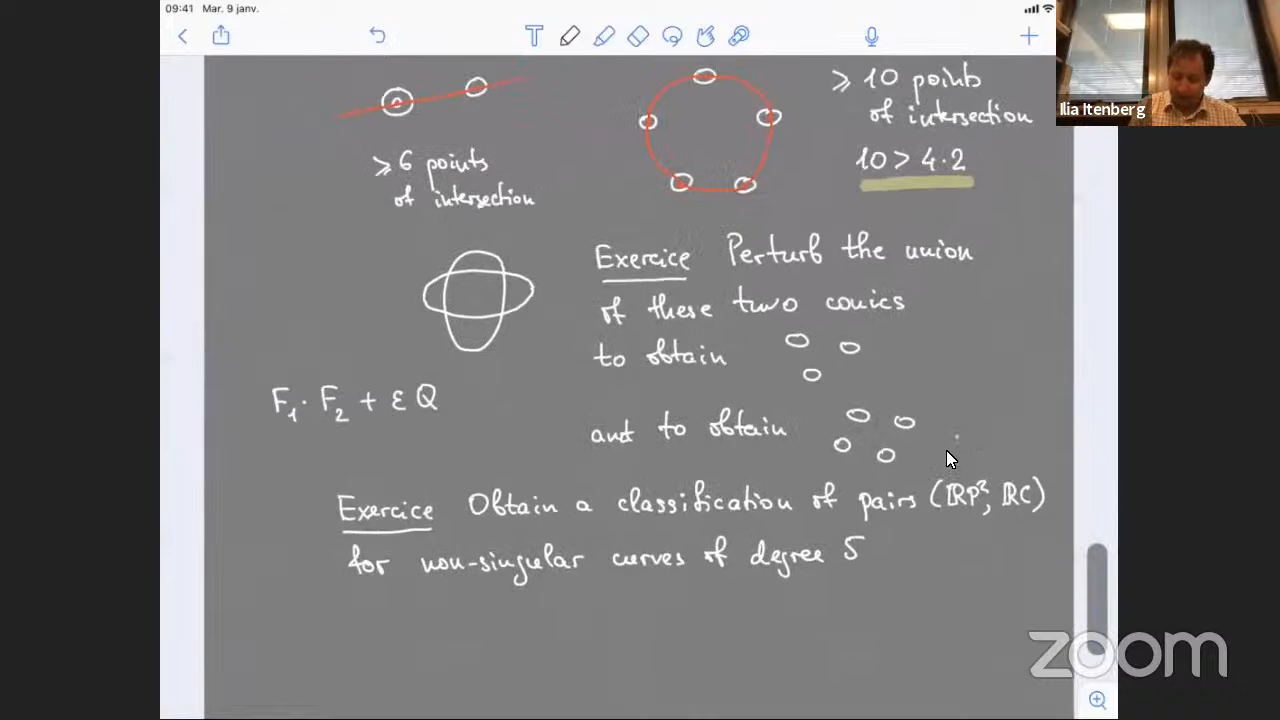 09:41 Mar. 9 janv.
Ilia Itenberg
⩾ 10 points
of intersection
10 > 4·2
⩾ 6 points
of intersection
Exercice Perturb the union
of these two conics
to obtain
F₁ · F₂ + εQ
and to obtain
Exercice Obtain a classification of pairs (ℝP², ℝC)
for non-singular curves of degree 5
zoom